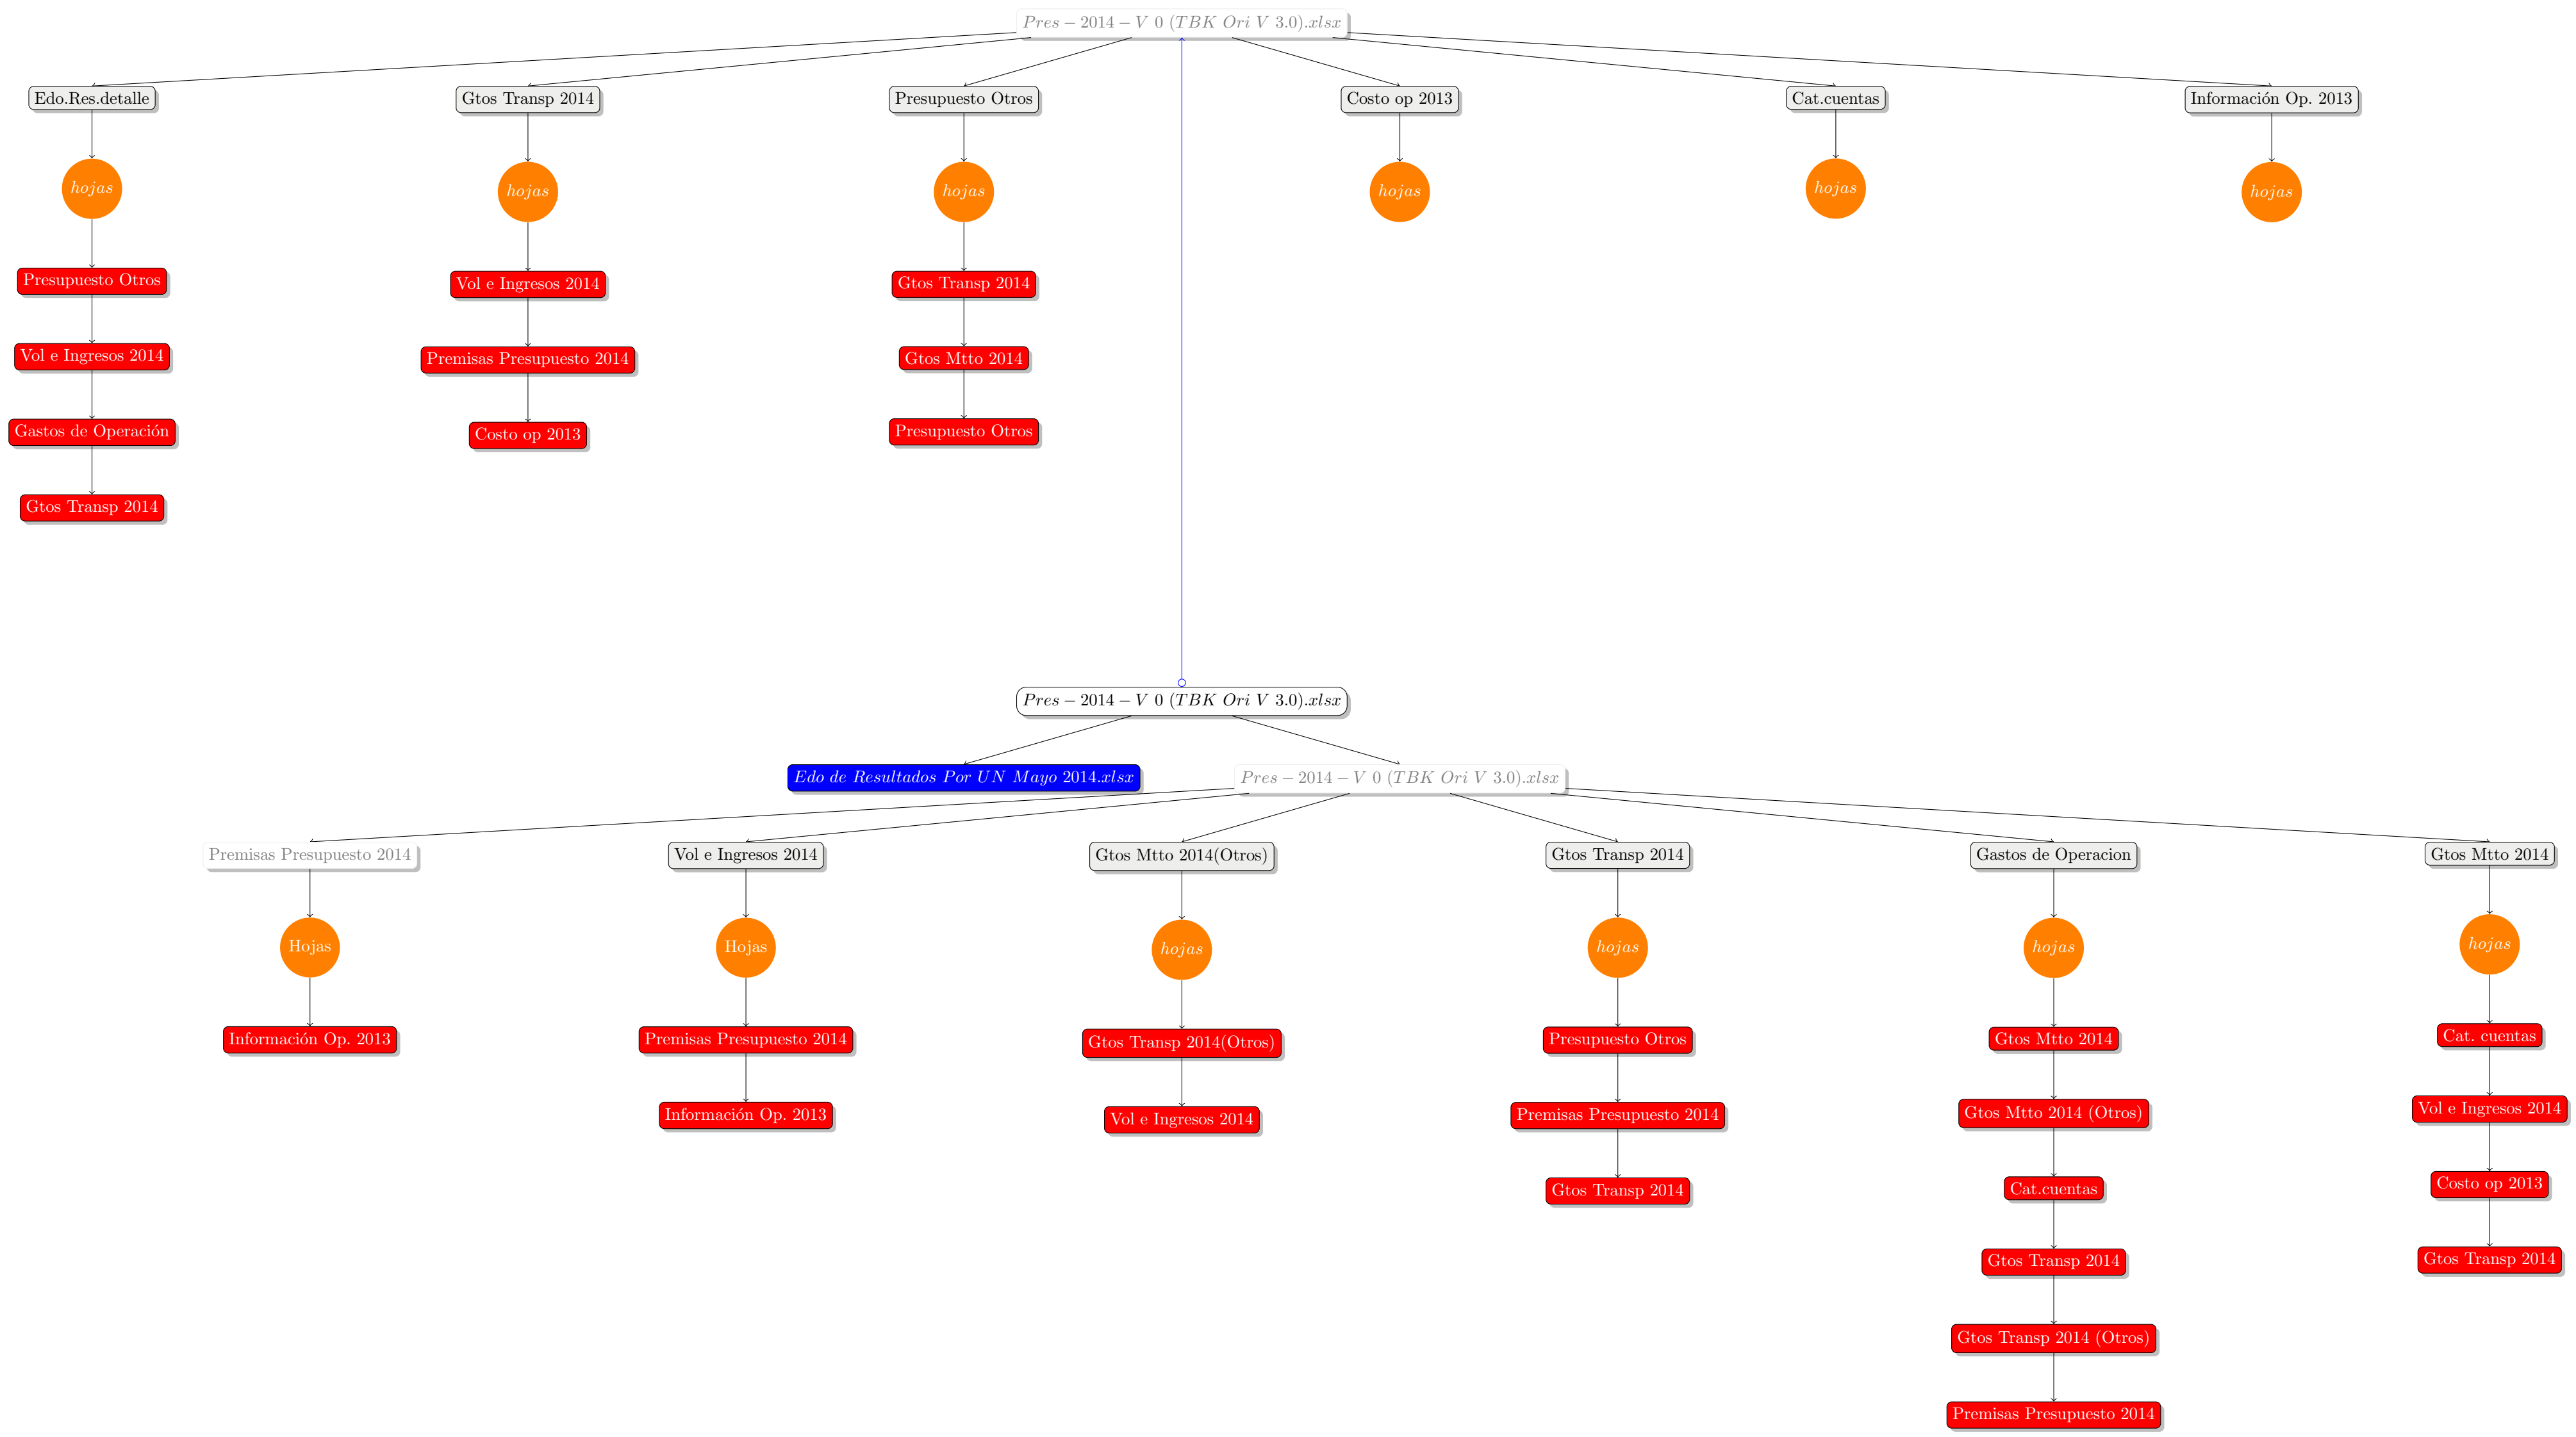 Pres − 2014 − V 0 (TBK Ori V 3.0).xlsx
Edo.Res.detalle
Gtos Transp 2014
Presupuesto Otros
Costo op 2013
Cat.cuentas
Información Op. 2013
hojas
hojas
hojas
hojas
hojas
hojas
Presupuesto Otros
Vol e Ingresos 2014
Gtos Transp 2014
Vol e Ingresos 2014
Premisas Presupuesto 2014
Gtos Mtto 2014
Gastos de Operación
Costo op 2013
Presupuesto Otros
Gtos Transp 2014
Pres − 2014 − V 0 (TBK Ori V 3.0).xlsx
Edo de Resultados Por UN Mayo 2014.xlsx
Pres − 2014 − V 0 (TBK Ori V 3.0).xlsx
Premisas Presupuesto 2014
Vol e Ingresos 2014
Gtos Mtto 2014(Otros)
Gtos Transp 2014
Gastos de Operacion
Gtos Mtto 2014
Hojas
Hojas
hojas
hojas
hojas
hojas
Información Op. 2013
Premisas Presupuesto 2014
Gtos Transp 2014(Otros)
Presupuesto Otros
Gtos Mtto 2014
Cat. cuentas
Información Op. 2013
Vol e Ingresos 2014
Premisas Presupuesto 2014
Gtos Mtto 2014 (Otros)
Vol e Ingresos 2014
Gtos Transp 2014
Cat.cuentas
Costo op 2013
Gtos Transp 2014
Gtos Transp 2014
Gtos Transp 2014 (Otros)
Premisas Presupuesto 2014